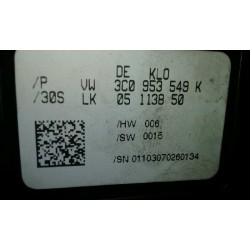 DE KLO
/P VW 3C0 953 549 K
/30S LK 05 1138 50
/HW 006
/SW 0015
/SN 01103070260134